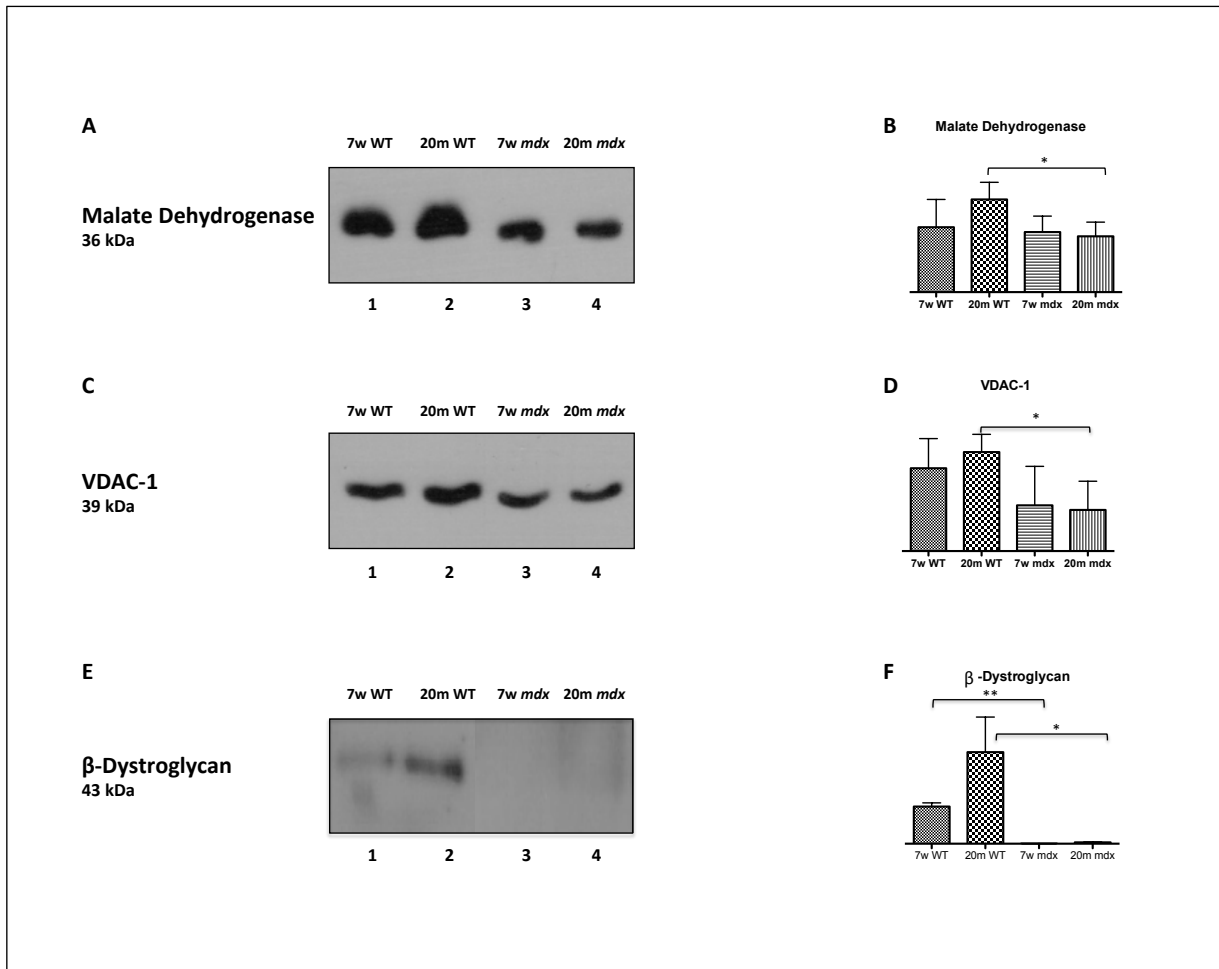 A
7w WT 20m WT 7w mdx 20m mdx
Malate Dehydrogenase
36 kDa
1 2 3 4
B
Malate Dehydrogenase
*
7w WT 20m WT 7w mdx 20m mdx
C
7w WT 20m WT 7w mdx 20m mdx
VDAC-1
39 kDa
1 2 3 4
D
VDAC-1
*
7w WT 20m WT 7w mdx 20m mdx
E
7w WT 20m WT 7w mdx 20m mdx
β-Dystroglycan
43 kDa
1 2 3 4
F
β -Dystroglycan
**
*
7w WT 20m WT 7w mdx 20m mdx